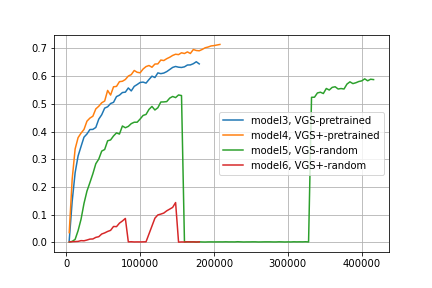 0.7
0.6
0.5
0.4
0.3
0.2
0.1
0.0
model3, VGS-pretrained
model4, VGS+-pretrained
model5, VGS-random
model6, VGS+-random
0 100000 200000 300000 400000